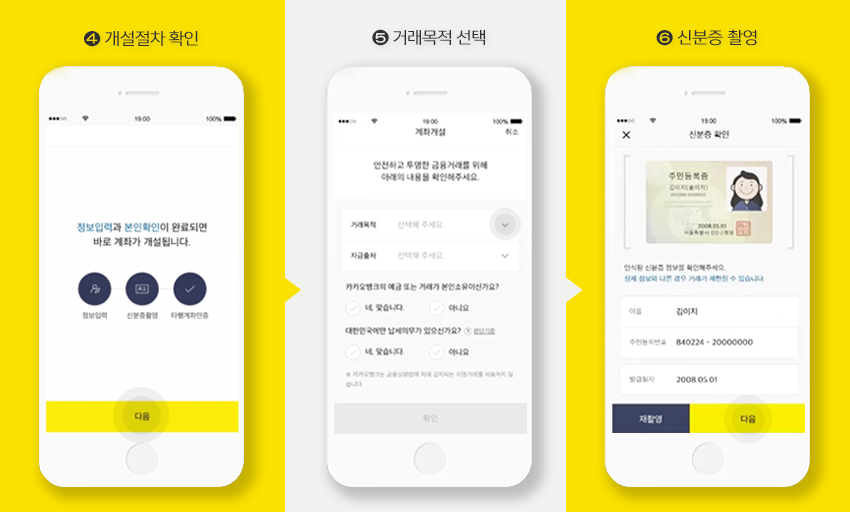 ❹ 개설절차 확인
19:00
100%
정보입력과 본인확인이 완료되면
바로 계좌가 개설됩니다.
정보입력
신분증촬영
타행계좌인증
다음
❺ 거래목적 선택
19:00
100%
계좌개설
취소
안전하고 투명한 금융거래를 위해
아래의 내용을 확인해주세요.
거래목적 선택해 주세요.
자금출처 선택해 주세요.
카카오뱅크의 예금 또는 거래가 본인소유이신가요?
네, 맞습니다. 아니요
대한민국에만 납세의무가 있으신가요? ?
네, 맞습니다. 아니요
※ 카카오뱅크는 금융실명법에 의해 금지되는 차명거래를 허용하지 않
습니다.
확인
❻ 신분증 촬영
19:00
100%
신분증 확인
주민등록증
김이지(金이지)
2008.05.01
인식된 신분증 정보를 확인해주세요.
실제 정보와 다른 경우 거래가 제한될 수 있습니다.
이름 김이지
주민등록번호 840224 - 20000000
발급일자 2008.05.01
재촬영
다음